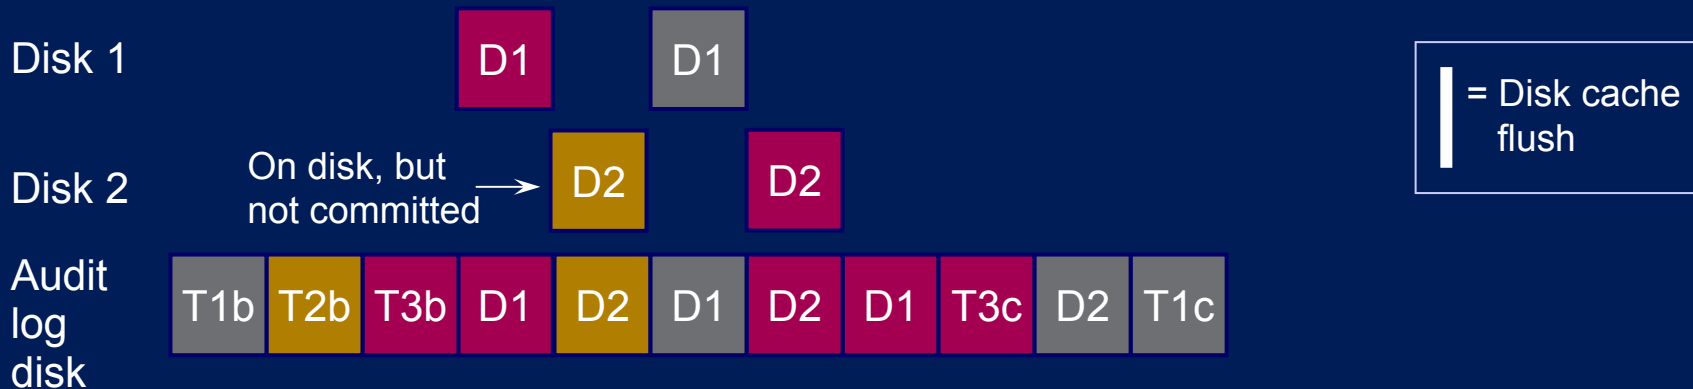 Disk 1
D1 D1
= Disk cache
flush
Disk 2
On disk, but
not committed
D2 D2
Audit
log
disk
T1b T2b T3b D1 D2 D1 D2 D1 T3c D2 T1c